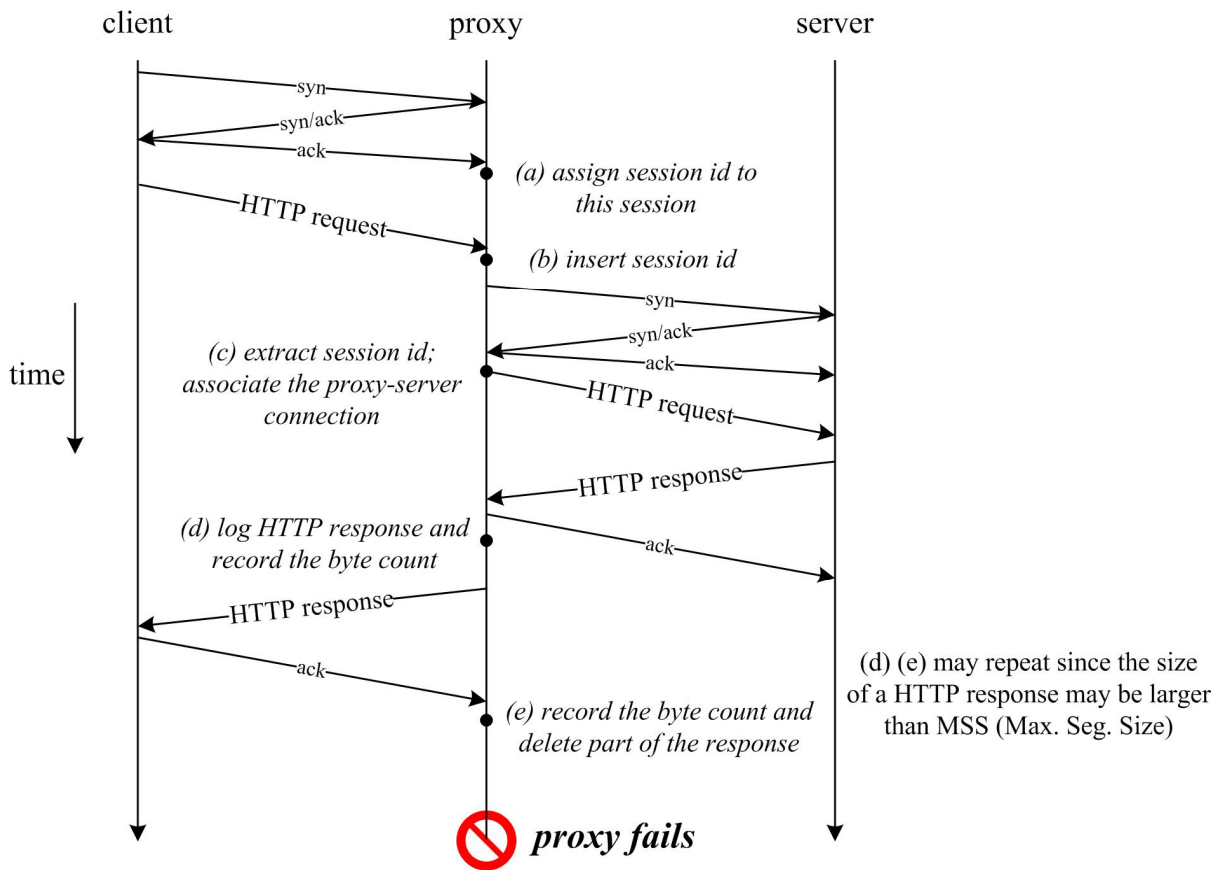 client
proxy
server
syn
syn/ack
ack
(a) assign session id to
this session
HTTP request
(b) insert session id
syn
syn/ack
ack
(c) extract session id;
associate the proxy-server
connection
time
HTTP request
HTTP response
(d) log HTTP response and
record the byte count
ack
HTTP response
ack
(d) (e) may repeat since the size
of a HTTP response may be larger
than MSS (Max. Seg. Size)
(e) record the byte count and
delete part of the response
proxy fails